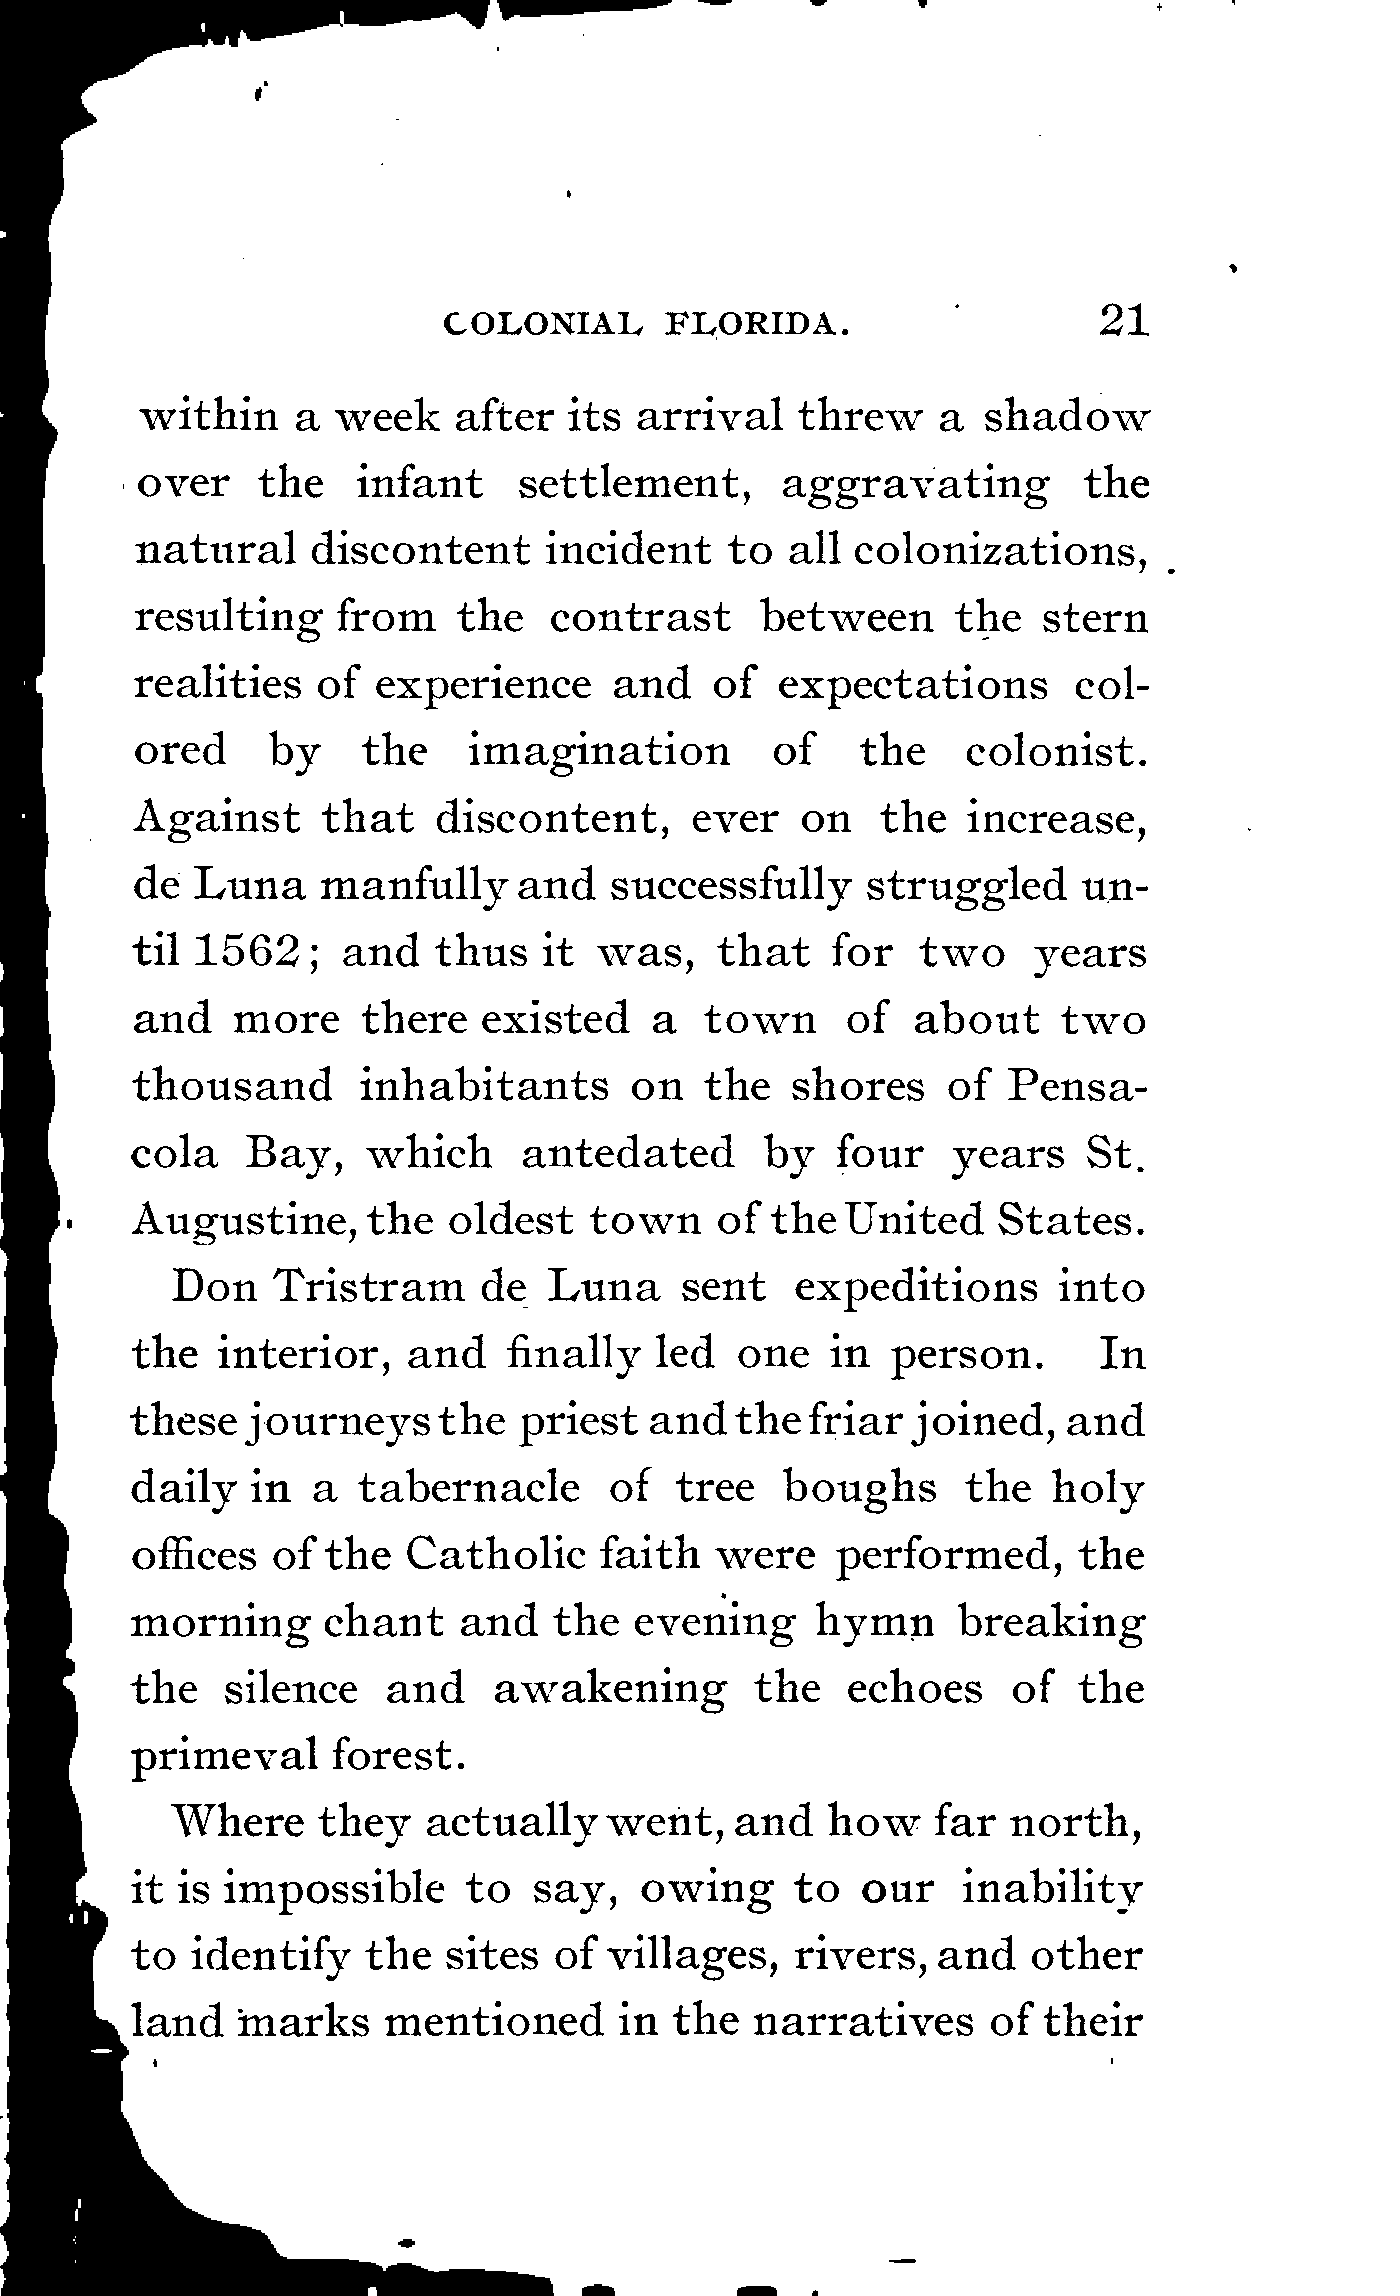 COLONIAL FLORIDA. 21
within a week after its arrival threw a shadow
over the infant settlement, aggravating the
natural discontent incident to all colonizations,
resulting from the contrast between the stern
realities of experience and of expectations col-
ored by the imagination of the colonist.
Against that discontent, ever on the increase,
de Luna manfully and successfully struggled un-
til 1562; and thus it was, that for two years
and more there existed a town of about two
thousand inhabitants on the shores of Pensa-
cola Bay, which antedated by four years St.
Augustine, the oldest town of the United States.
Don Tristram de Luna sent expeditions into
the interior, and finally led one in person. In
these journeys the priest and the friar joined, and
daily in a tabernacle of tree boughs the holy
offices of the Catholic faith were performed, the
morning chant and the evening hymn breaking
the silence and awakening the echoes of the
primeval forest.
Where they actually went, and how far north,
it is impossible to say, owing to our inability
to identify the sites of villages, rivers, and other
land marks mentioned in the narratives of their